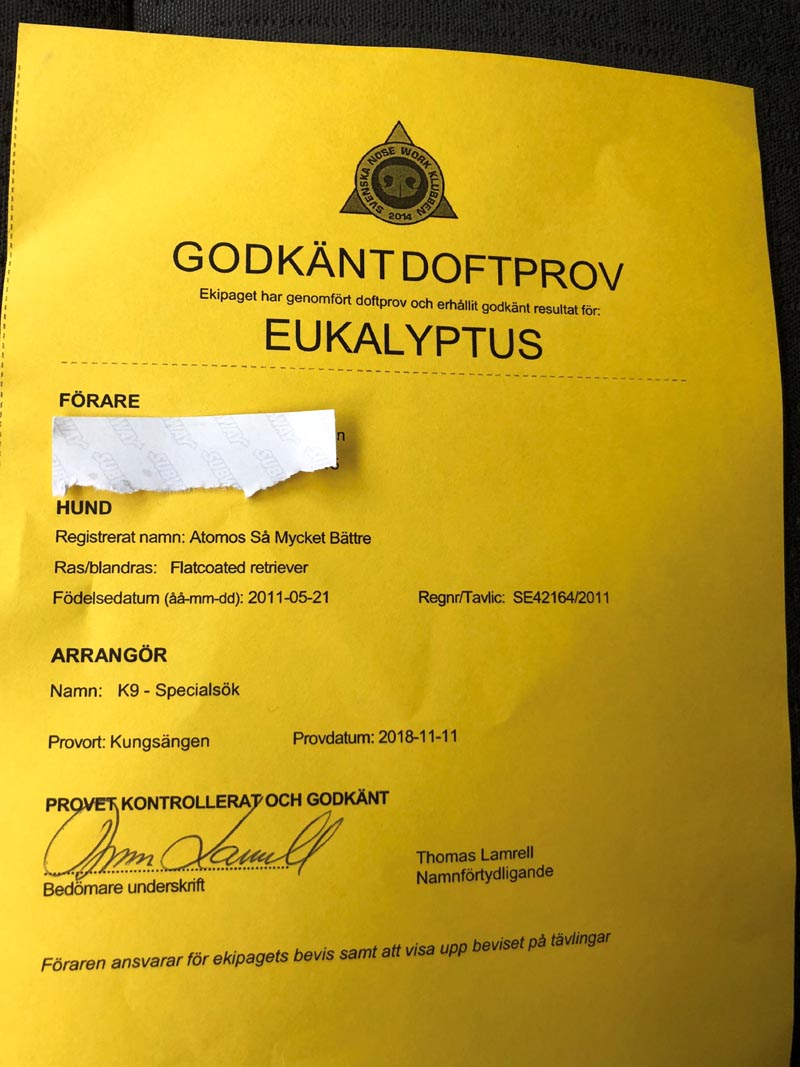 SVENSKA NOSE WORK KLUBBEN
2014
GODKÄNT DOFTPROV
Ekipaget har genomfört doftprov och erhållit godkänt resultat för:
EUKALYPTUS
FÖRARE
n
HUND
Registrerat namn: Atomos Så Mycket Bättre
Ras/blandras: Flatcoated retriever
Födelsedatum (åå-mm-dd): 2011-05-21 Regnr/Tavlic: SE42164/2011
ARRANGÖR
Namn: K9 - Specialsök
Provort: Kungsängen Provdatum: 2018-11-11
PROVET KONTROLLERAT OCH GODKÄNT
Thomas Lamrell
Bedömare underskrift Namnförtydligande
Föraren ansvarar för ekipagets bevis samt att visa upp beviset på tävlingar